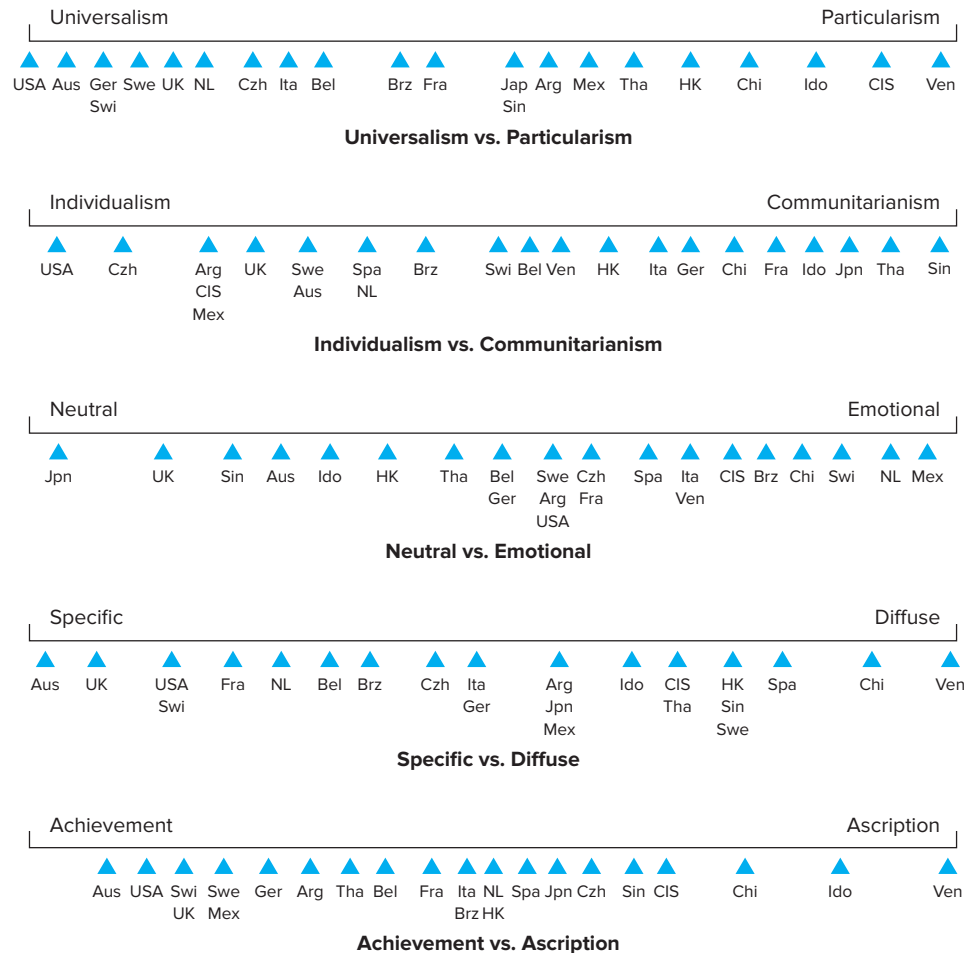 Universalism Particularism
USA Aus Ger Swe UK NL Czh Ita Bel Brz Fra Jap Arg Mex Tha HK Chi Ido CIS Ven
Swi Sin
Universalism vs. Particularism
Individualism Communitarianism
USA Czh Arg UK Swe Spa Brz Swi Bel Ven HK Ita Ger Chi Fra Ido Jpn Tha Sin
CIS Aus NL
Mex
Individualism vs. Communitarianism
Neutral Emotional
Jpn UK Sin Aus Ido HK Tha Bel Swe Czh Spa Ita CIS Brz Chi Swi NL Mex
Ger Arg Fra Ven
USA
Neutral vs. Emotional
Specific Diffuse
Aus UK USA Fra NL Bel Brz Czh Ita Arg Ido CIS HK Spa Chi Ven
Swi Ger Jpn Tha Sin
Mex Swe
Specific vs. Diffuse
Achievement Ascription
Aus USA Swi Swe Ger Arg Tha Bel Fra Ita NL Spa Jpn Czh Sin CIS Chi Ido Ven
UK Mex Brz HK
Achievement vs. Ascription